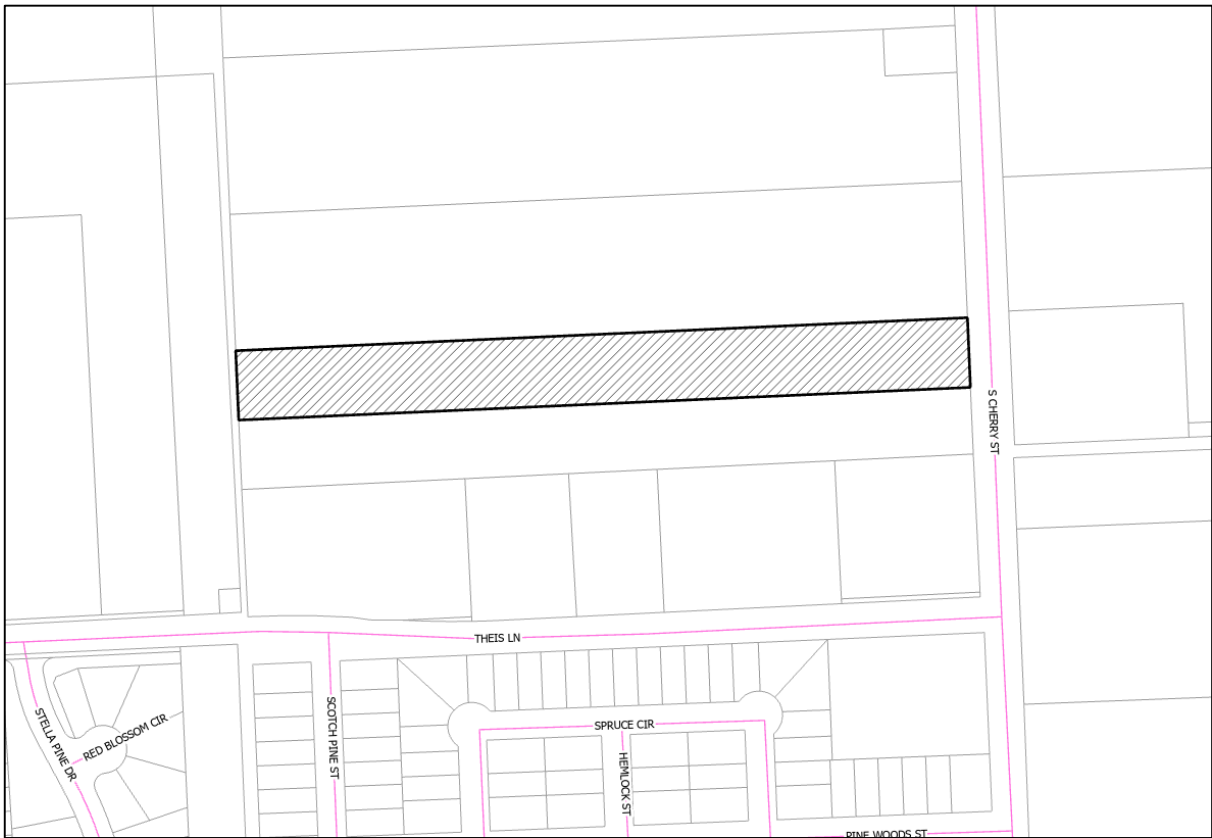 S CHERRY ST
THEIS LN
STELLA PINE DR
RED BLOSSOM CIR
SCOTCH PINE ST
SPRUCE CIR
HEMLOCK ST
PINE WOODS ST